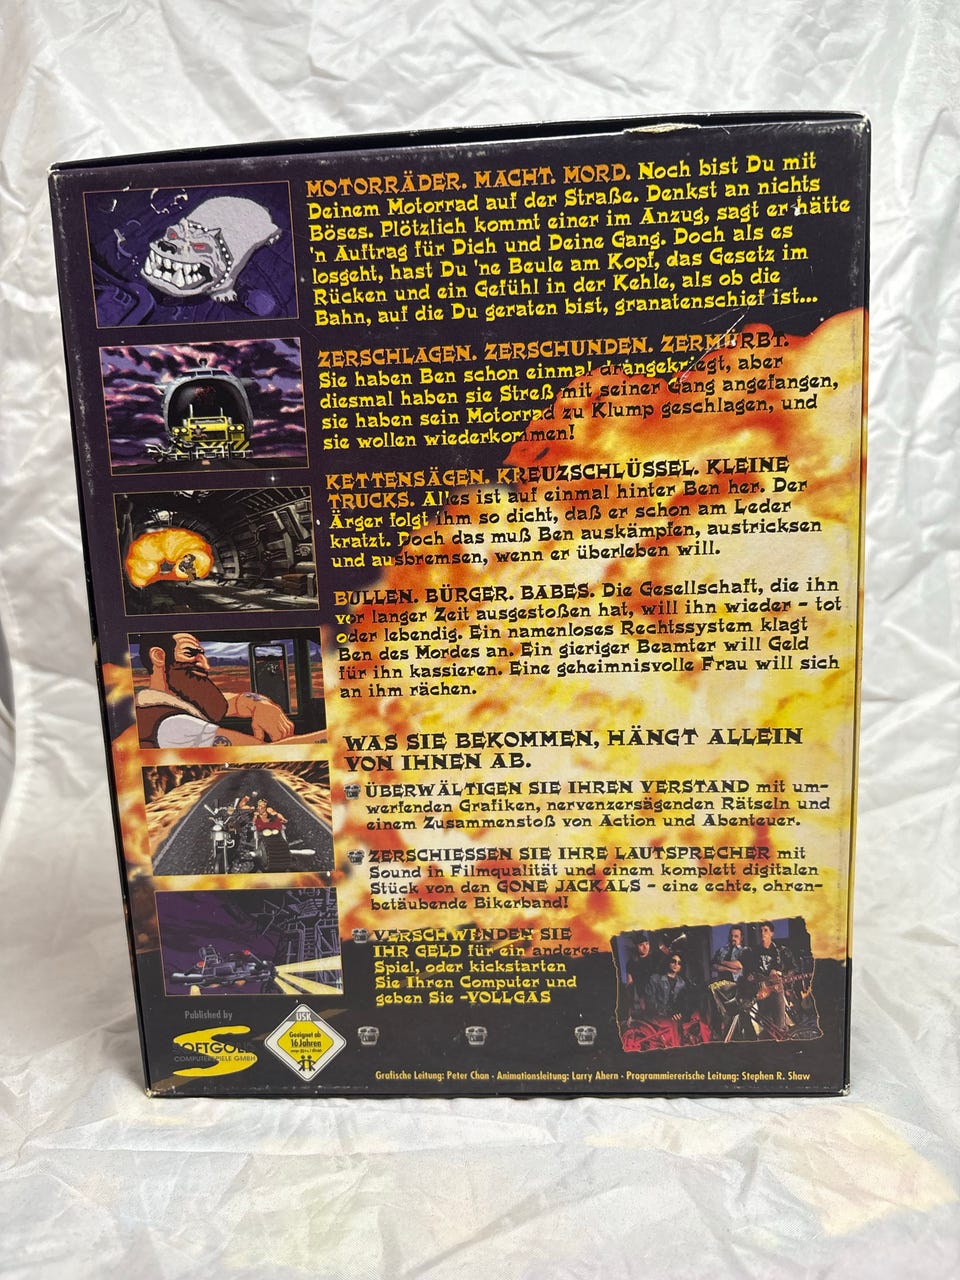 MOTORRÄDER. MACHT. MORD. Noch bist Du mit
Deinem Motorrad auf der Straße. Denkst an nichts
Böses. Plötzlich kommt einer im Anzug, sagt er hätte
'n Auftrag für Dich und Deine Gang. Doch als es
losgeht, hast Du 'ne Beule am Kopf, das Gesetz im
Rücken und ein Gefühl in der Kehle, als ob die
Bahn, auf die Du geraten bist, granatenschief ist...
ZERSCHLAGEN. ZERSCHUNDEN. ZERMÜRBT.
Sie haben Ben schon einmal drangekriegt, aber
diesmal haben sie Streß mit seiner Gang angefangen,
sie haben sein Motorrad zu Klump geschlagen, und
sie wollen wiederkommen!
KETTENSÄGEN. KREUZSCHLÜSSEL. KLEINE
TRUCKS. Alles ist auf einmal hinter Ben her. Der
Ärger folgt ihm so dicht, daß er schon am Leder
kratzt. Doch das muß Ben auskämpfen, austricksen
und ausbremsen, wenn er überleben will.
BULLEN. BÜRGER. BABES. Die Gesellschaft, die ihn
vor langer Zeit ausgestoßen hat, will ihn wieder - tot
oder lebendig. Ein namenloses Rechtssystem klagt
Ben des Mordes an. Ein gieriger Beamter will Geld
für ihn kassieren. Eine geheimnisvolle Frau will sich
an ihm rächen.
WAS SIE BEKOMMEN, HÄNGT ALLEIN
VON IHNEN AB.
ÜBERWÄLTIGEN SIE IHREN VERSTAND mit um-
werfenden Grafiken, nervenzersägenden Rätseln und
einem Zusammenstoß von Action und Abenteuer.
ZERSCHIESSEN SIE IHRE LAUTSPRECHER mit
Sound in Filmqualität und einem komplett digitalen
Stück von den GONE JACKALS - eine echte, ohren-
betäubende Bikerband!
VERSCHWENDEN SIE
IHR GELD für ein anderes
Spiel, oder kickstarten
Sie Ihren Computer und
geben Sie -VOLLGAS
Published by
SOFTGOLD
COMPUTERSPIELE GMBH
USK
Geeignet ab
16 Jahren
Grafische Leitung: Peter Chan - Animationsleitung: Larry Ahern - Programmiererische Leitung: Stephen R. Shaw